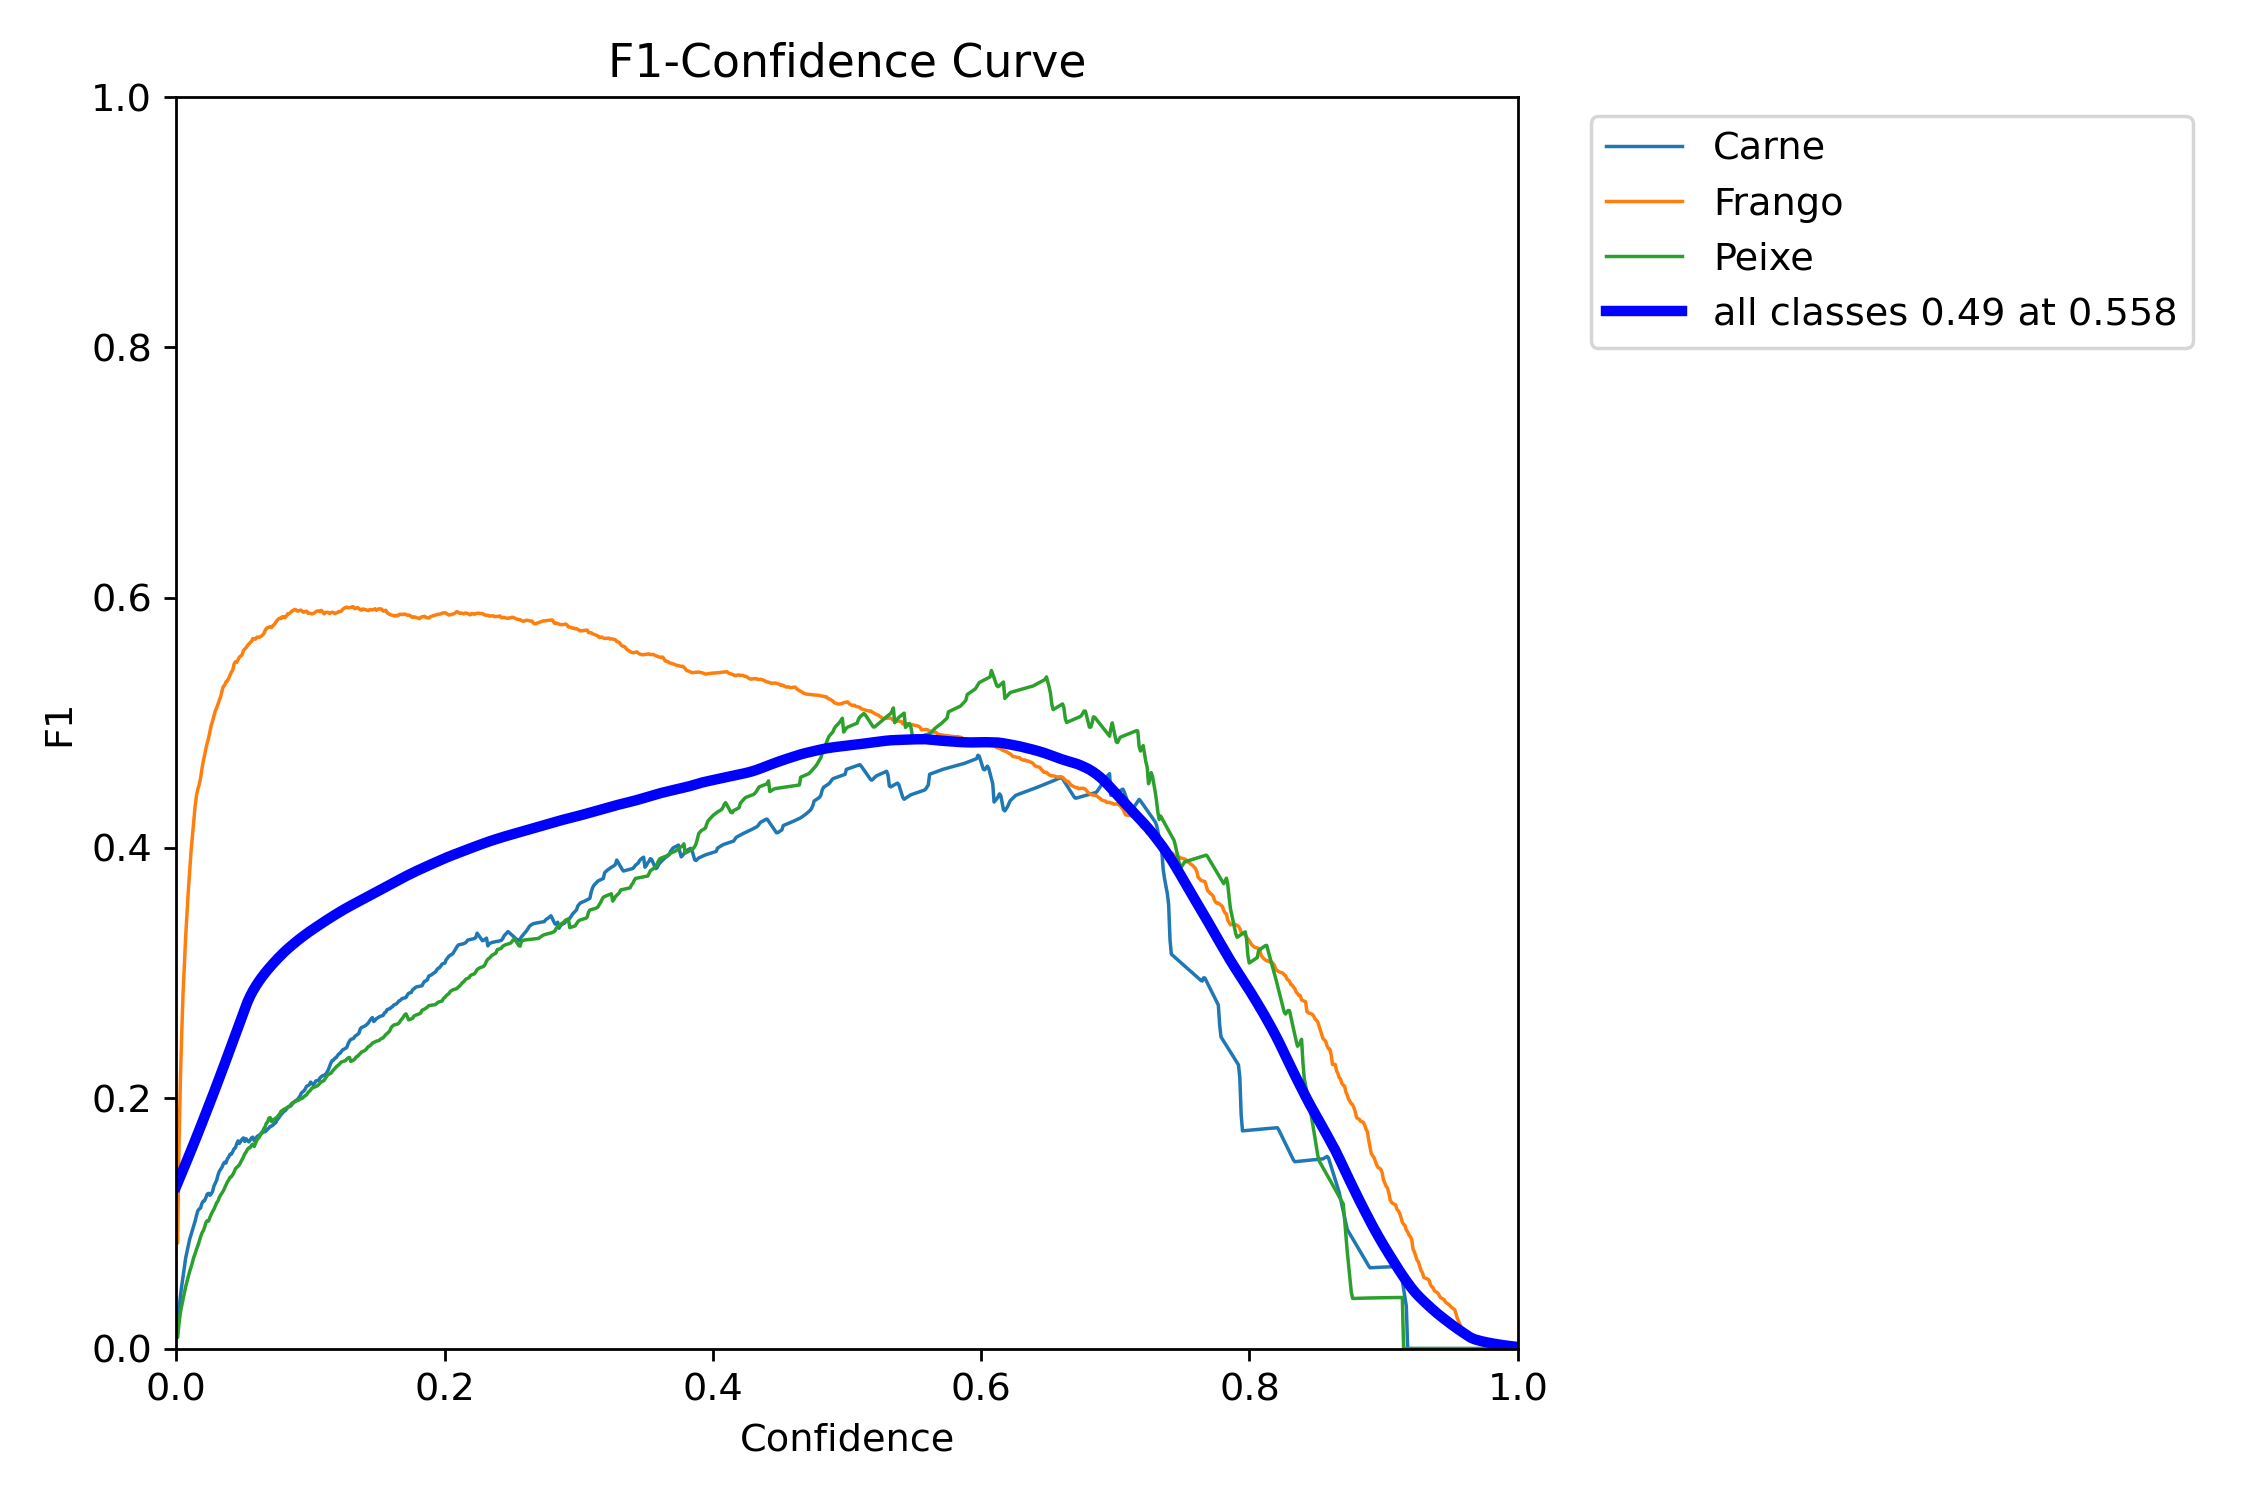 F1-Confidence Curve
1.0
0.8
0.6
0.4
0.2
0.0
F1
0.0 0.2 0.4 0.6 0.8 1.0
Confidence
Carne
Frango
Peixe
all classes 0.49 at 0.558